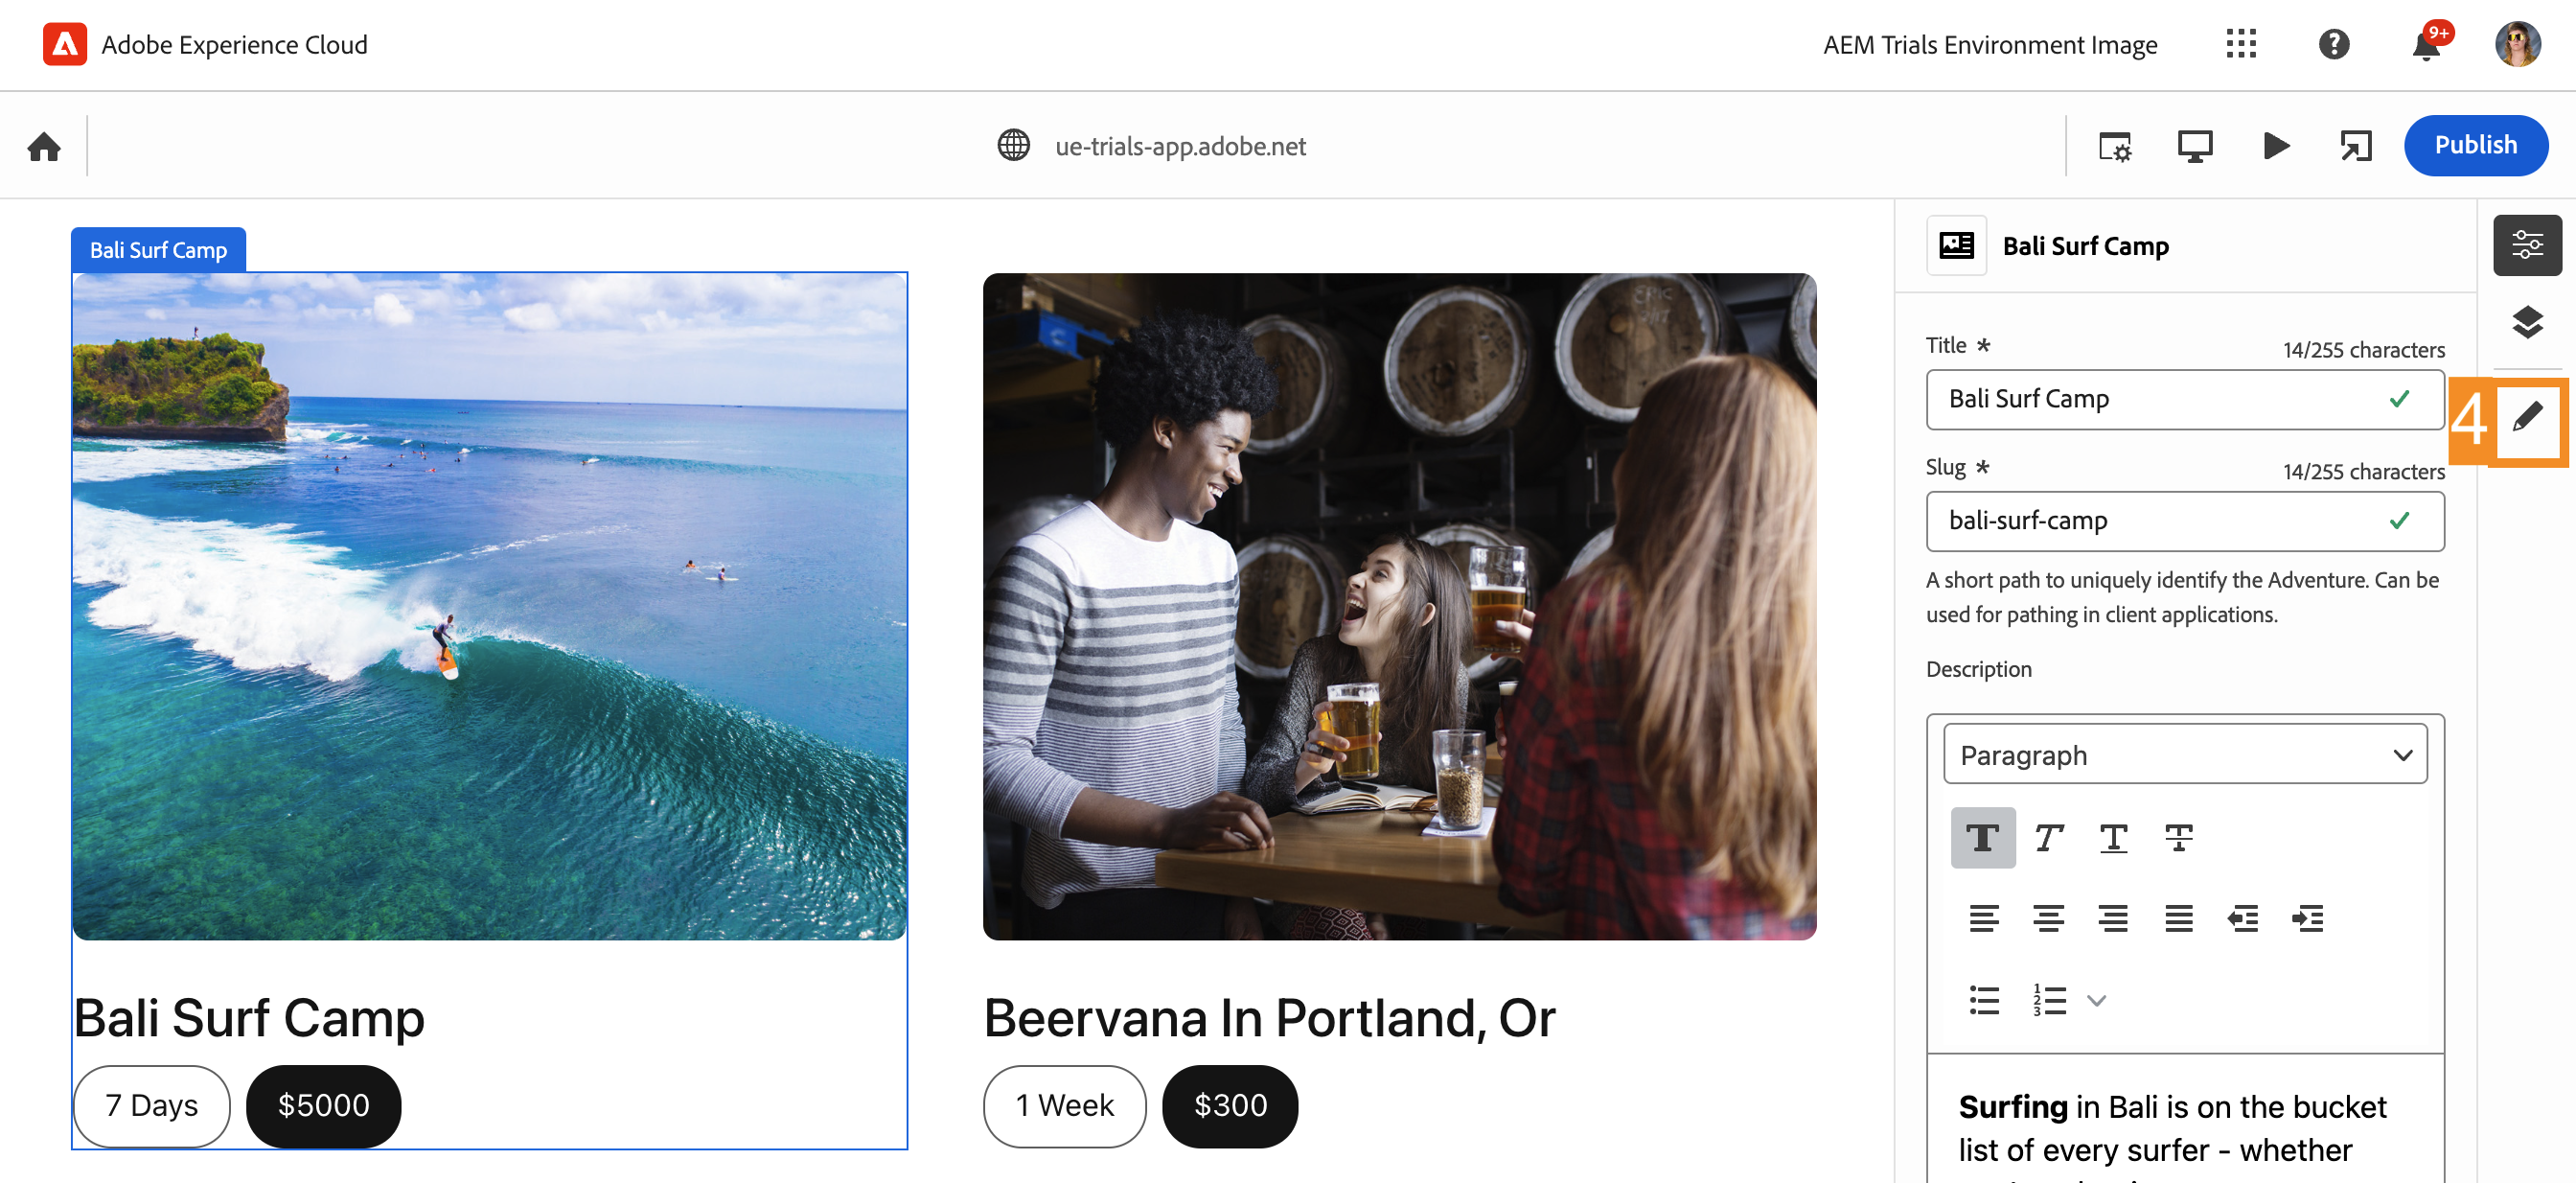 Adobe Experience Cloud
AEM Trials Environment Image
9+
ue-trials-app.adobe.net
Publish
Bali Surf Camp
Bali Surf Camp
7 Days
$5000
Beervana In Portland, Or
1 Week
$300
Bali Surf Camp
Title *
14/255 characters
Bali Surf Camp
4
Slug *
14/255 characters
bali-surf-camp
A short path to uniquely identify the Adventure. Can be
used for pathing in client applications.
Description
Paragraph
Surfing in Bali is on the bucket
list of every surfer - whether